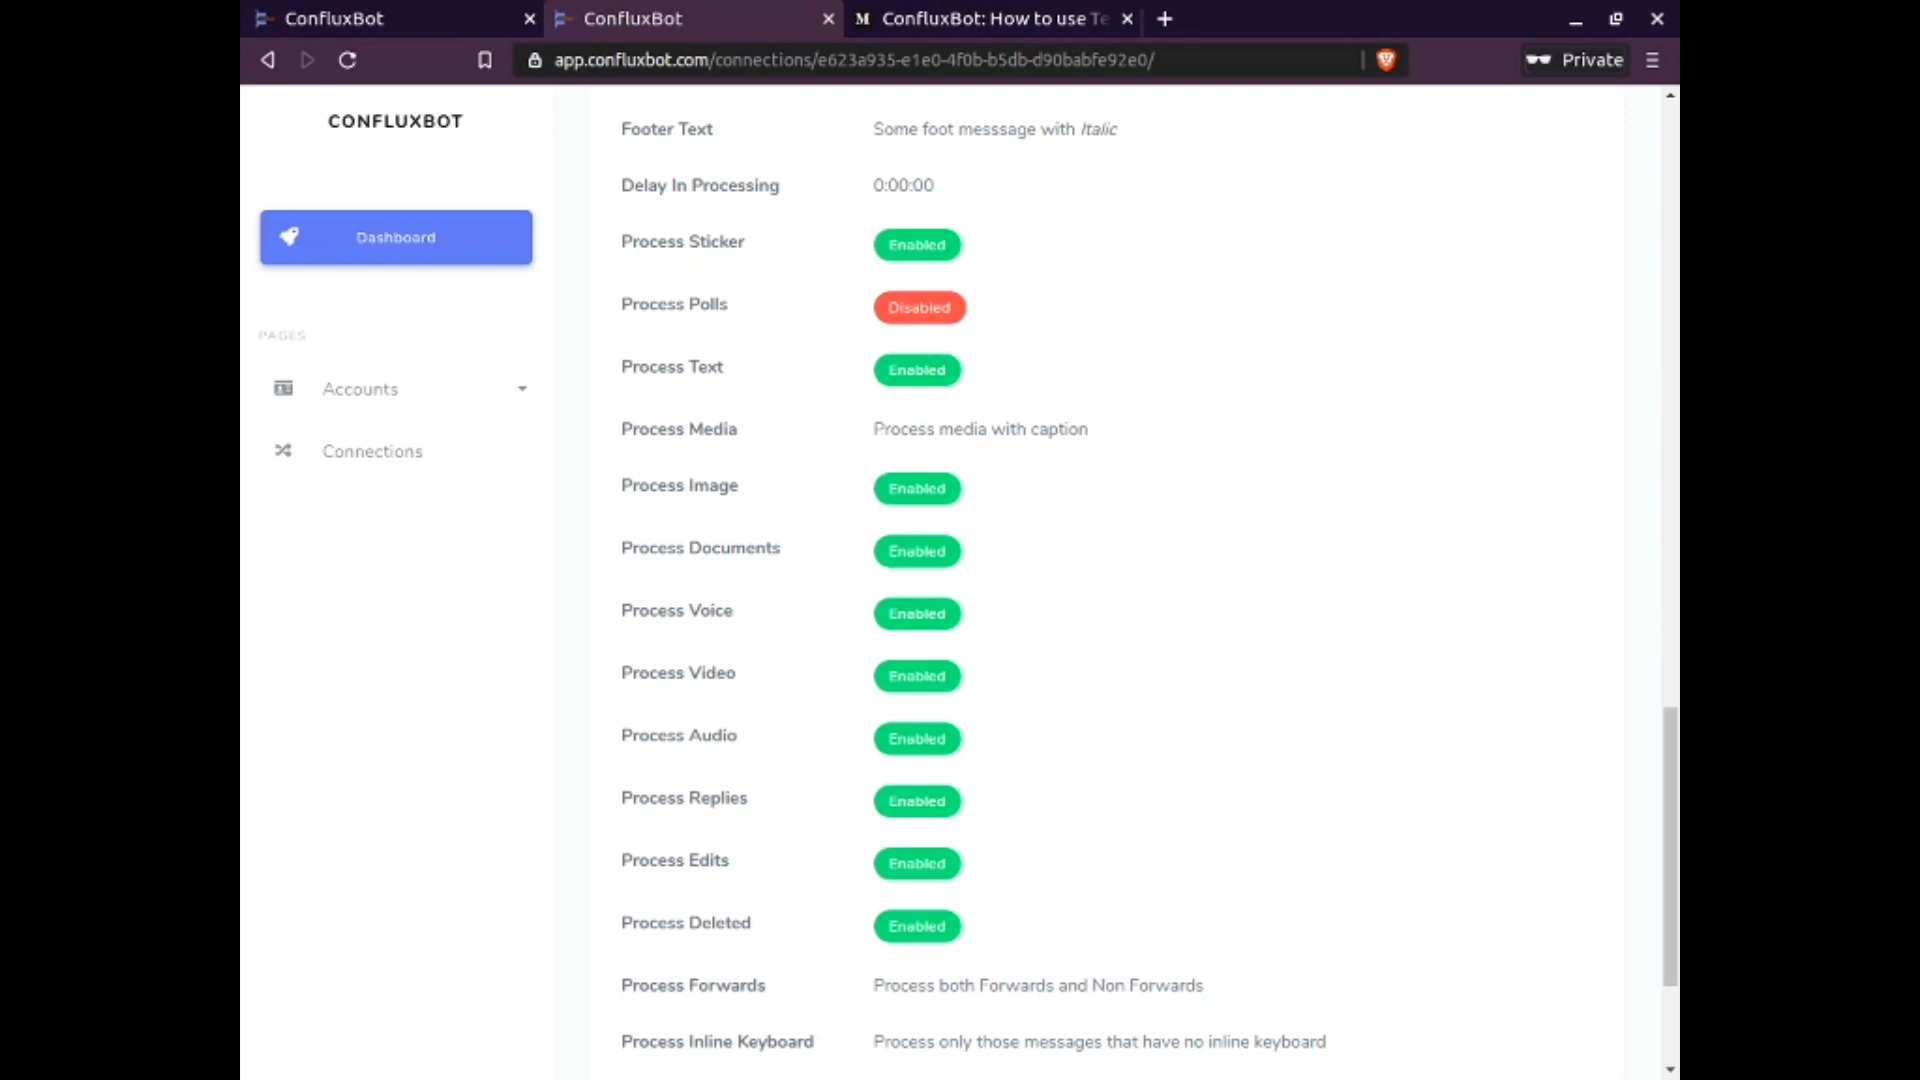 ConfluxBot
ConfluxBot
M ConfluxBot: How to use Te
app.confluxbot.com/connections/e623a935-e1e0-4f0b-b5db-d90babfe92e0/
Private
CONFLUXBOT
Dashboard
PAGES
Accounts
Connections
Footer Text Some foot messsage with Italic
Delay In Processing 0:00:00
Process Sticker Enabled
Process Polls Disabled
Process Text Enabled
Process Media Process media with caption
Process Image Enabled
Process Documents Enabled
Process Voice Enabled
Process Video Enabled
Process Audio Enabled
Process Replies Enabled
Process Edits Enabled
Process Deleted Enabled
Process Forwards Process both Forwards and Non Forwards
Process Inline Keyboard Process only those messages that have no inline keyboard